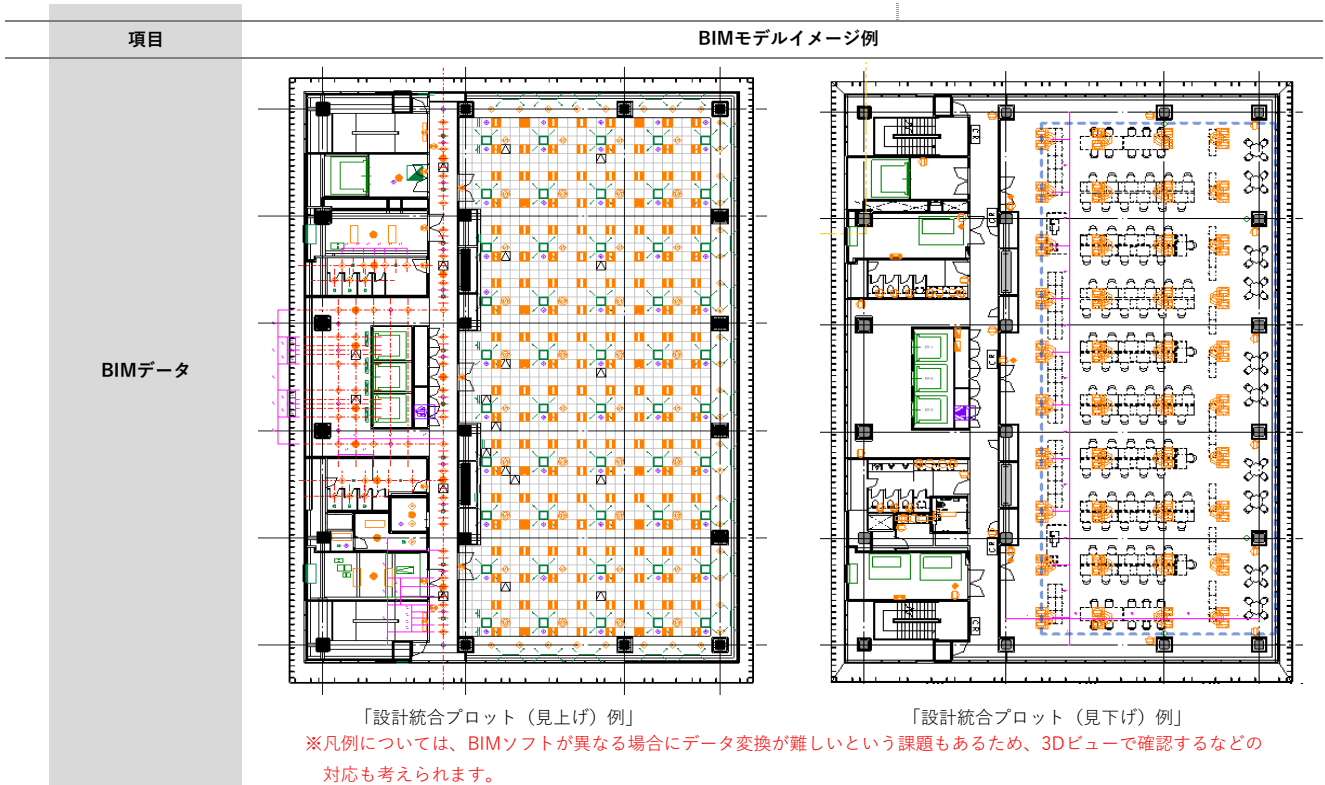 項目
BIMモデルイメージ例
BIMデータ
「設計統合プロット（見上げ）例」
「設計統合プロット（見下げ）例」
※凡例については、BIMソフトが異なる場合にデータ変換が難しいという課題もあるため、3Dビューで確認するなどの
対応も考えられます。